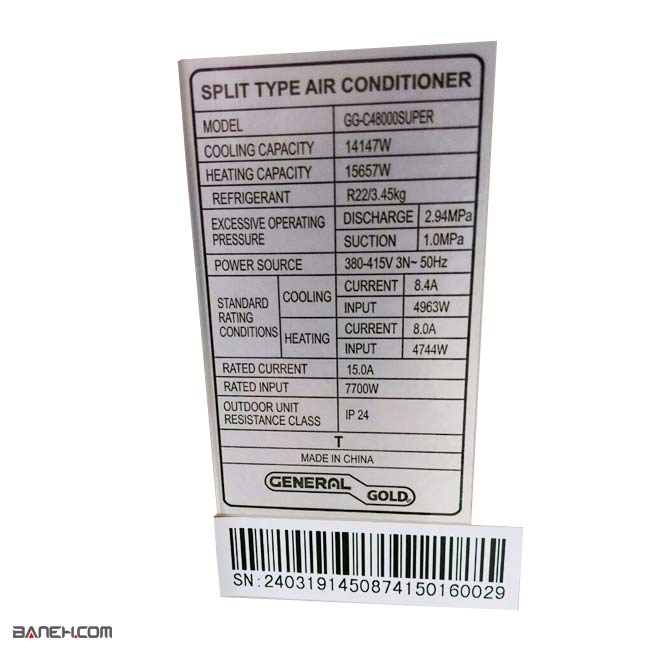 SPLIT TYPE AIR CONDITIONER
MODEL GG-C48000SUPER
COOLING CAPACITY 14147W
HEATING CAPACITY 15657W
REFRIGERANT R22/3.45kg
EXCESSIVE OPERATING PRESSURE DISCHARGE 2.94MPa
SUCTION 1.0MPa
POWER SOURCE 380-415V 3N~ 50Hz
STANDARD RATING CONDITIONS COOLING CURRENT 8.4A
INPUT 4963W
HEATING CURRENT 8.0A
INPUT 4744W
RATED CURRENT 15.0A
RATED INPUT 7700W
OUTDOOR UNIT RESISTANCE CLASS IP 24
T
MADE IN CHINA
GENERAL GOLD®
SN:2403191450874150160029
BANEH.COM